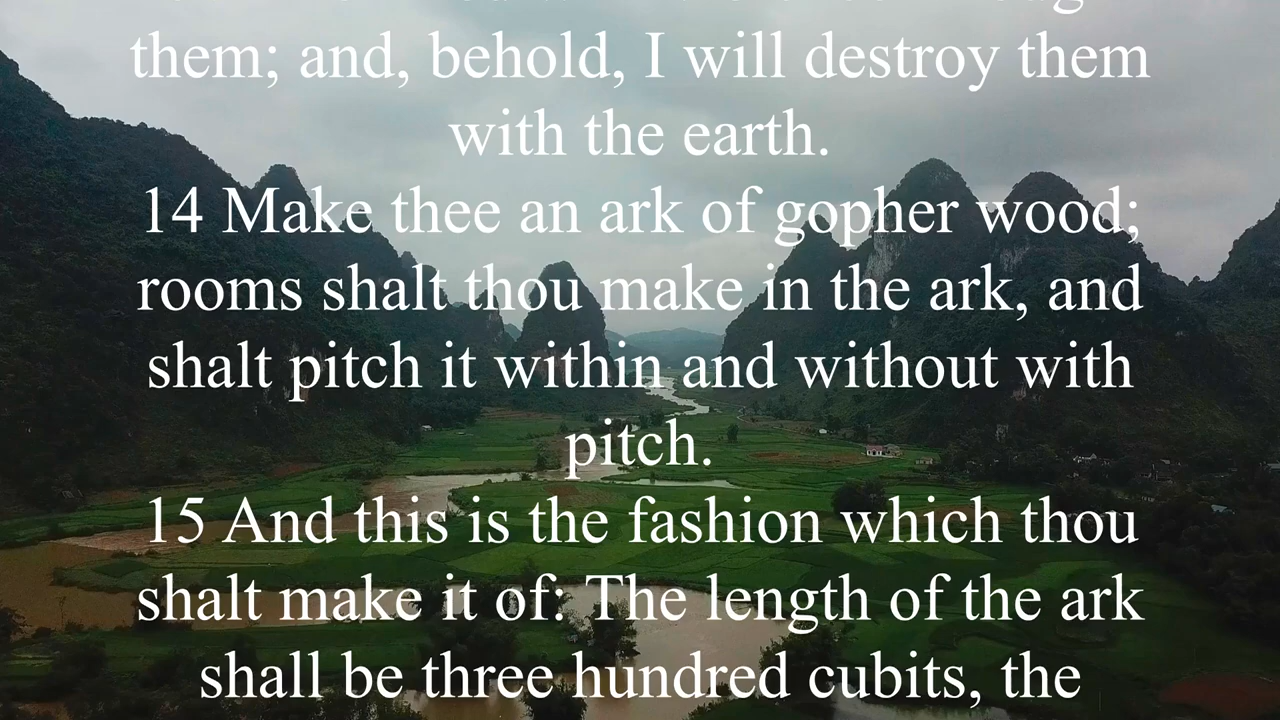 them; and, behold, I will destroy them
with the earth.
14 Make thee an ark of gopher wood;
rooms shalt thou make in the ark, and
shalt pitch it within and without with
pitch.
15 And this is the fashion which thou
shalt make it of: The length of the ark
shall be three hundred cubits, the